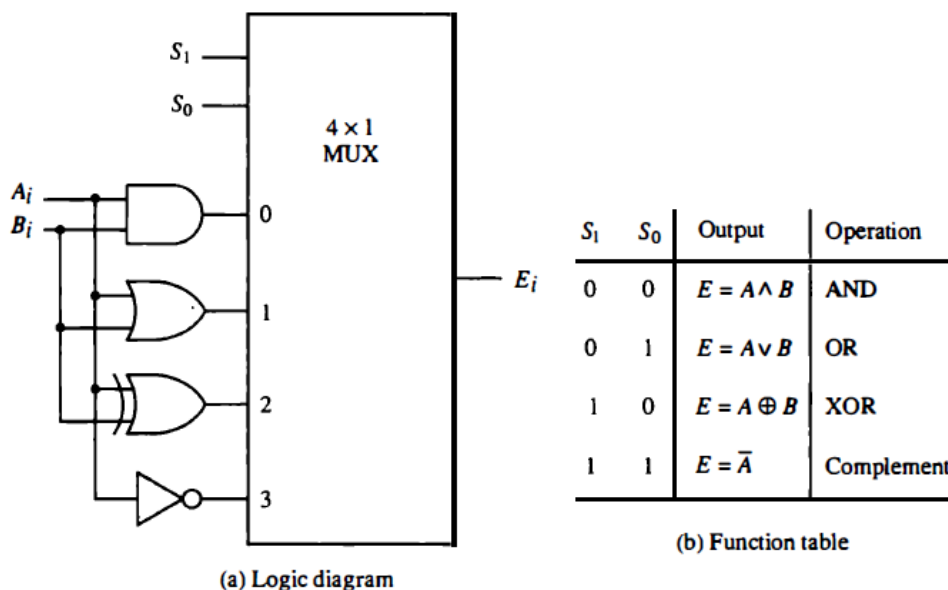 S₁
S₀
4 × 1
MUX
Aᵢ
Bᵢ
0
1
2
3
Eᵢ
(a) Logic diagram
S₁ S₀ Output Operation
0 0 E = A ∧ B AND
0 1 E = A ∨ B OR
1 0 E = A ⊕ B XOR
1 1 E = A̅ Complement
(b) Function table